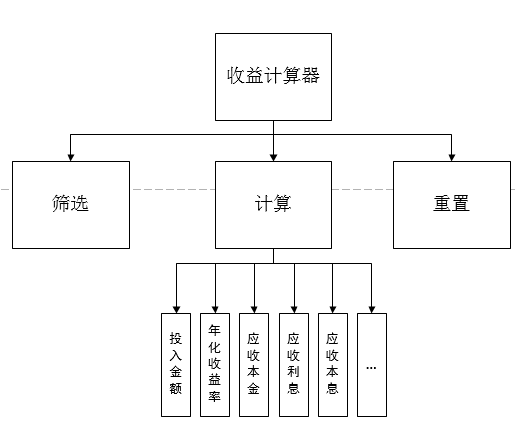 收益计算器
筛选
计算
重置
投入金额
年化收益率
应收本金
应收利息
应收本息
...